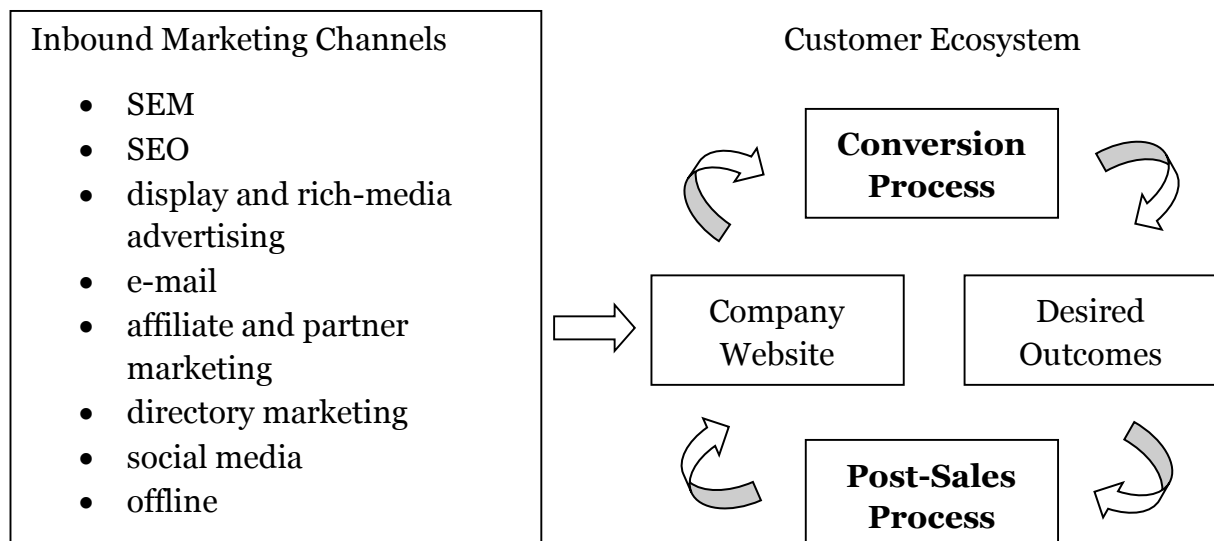 Inbound Marketing Channels
• SEM
• SEO
• display and rich-media
advertising
• e-mail
• affiliate and partner
marketing
• directory marketing
• social media
• offline
Customer Ecosystem
Conversion
Process
Company
Website
Desired
Outcomes
Post-Sales
Process